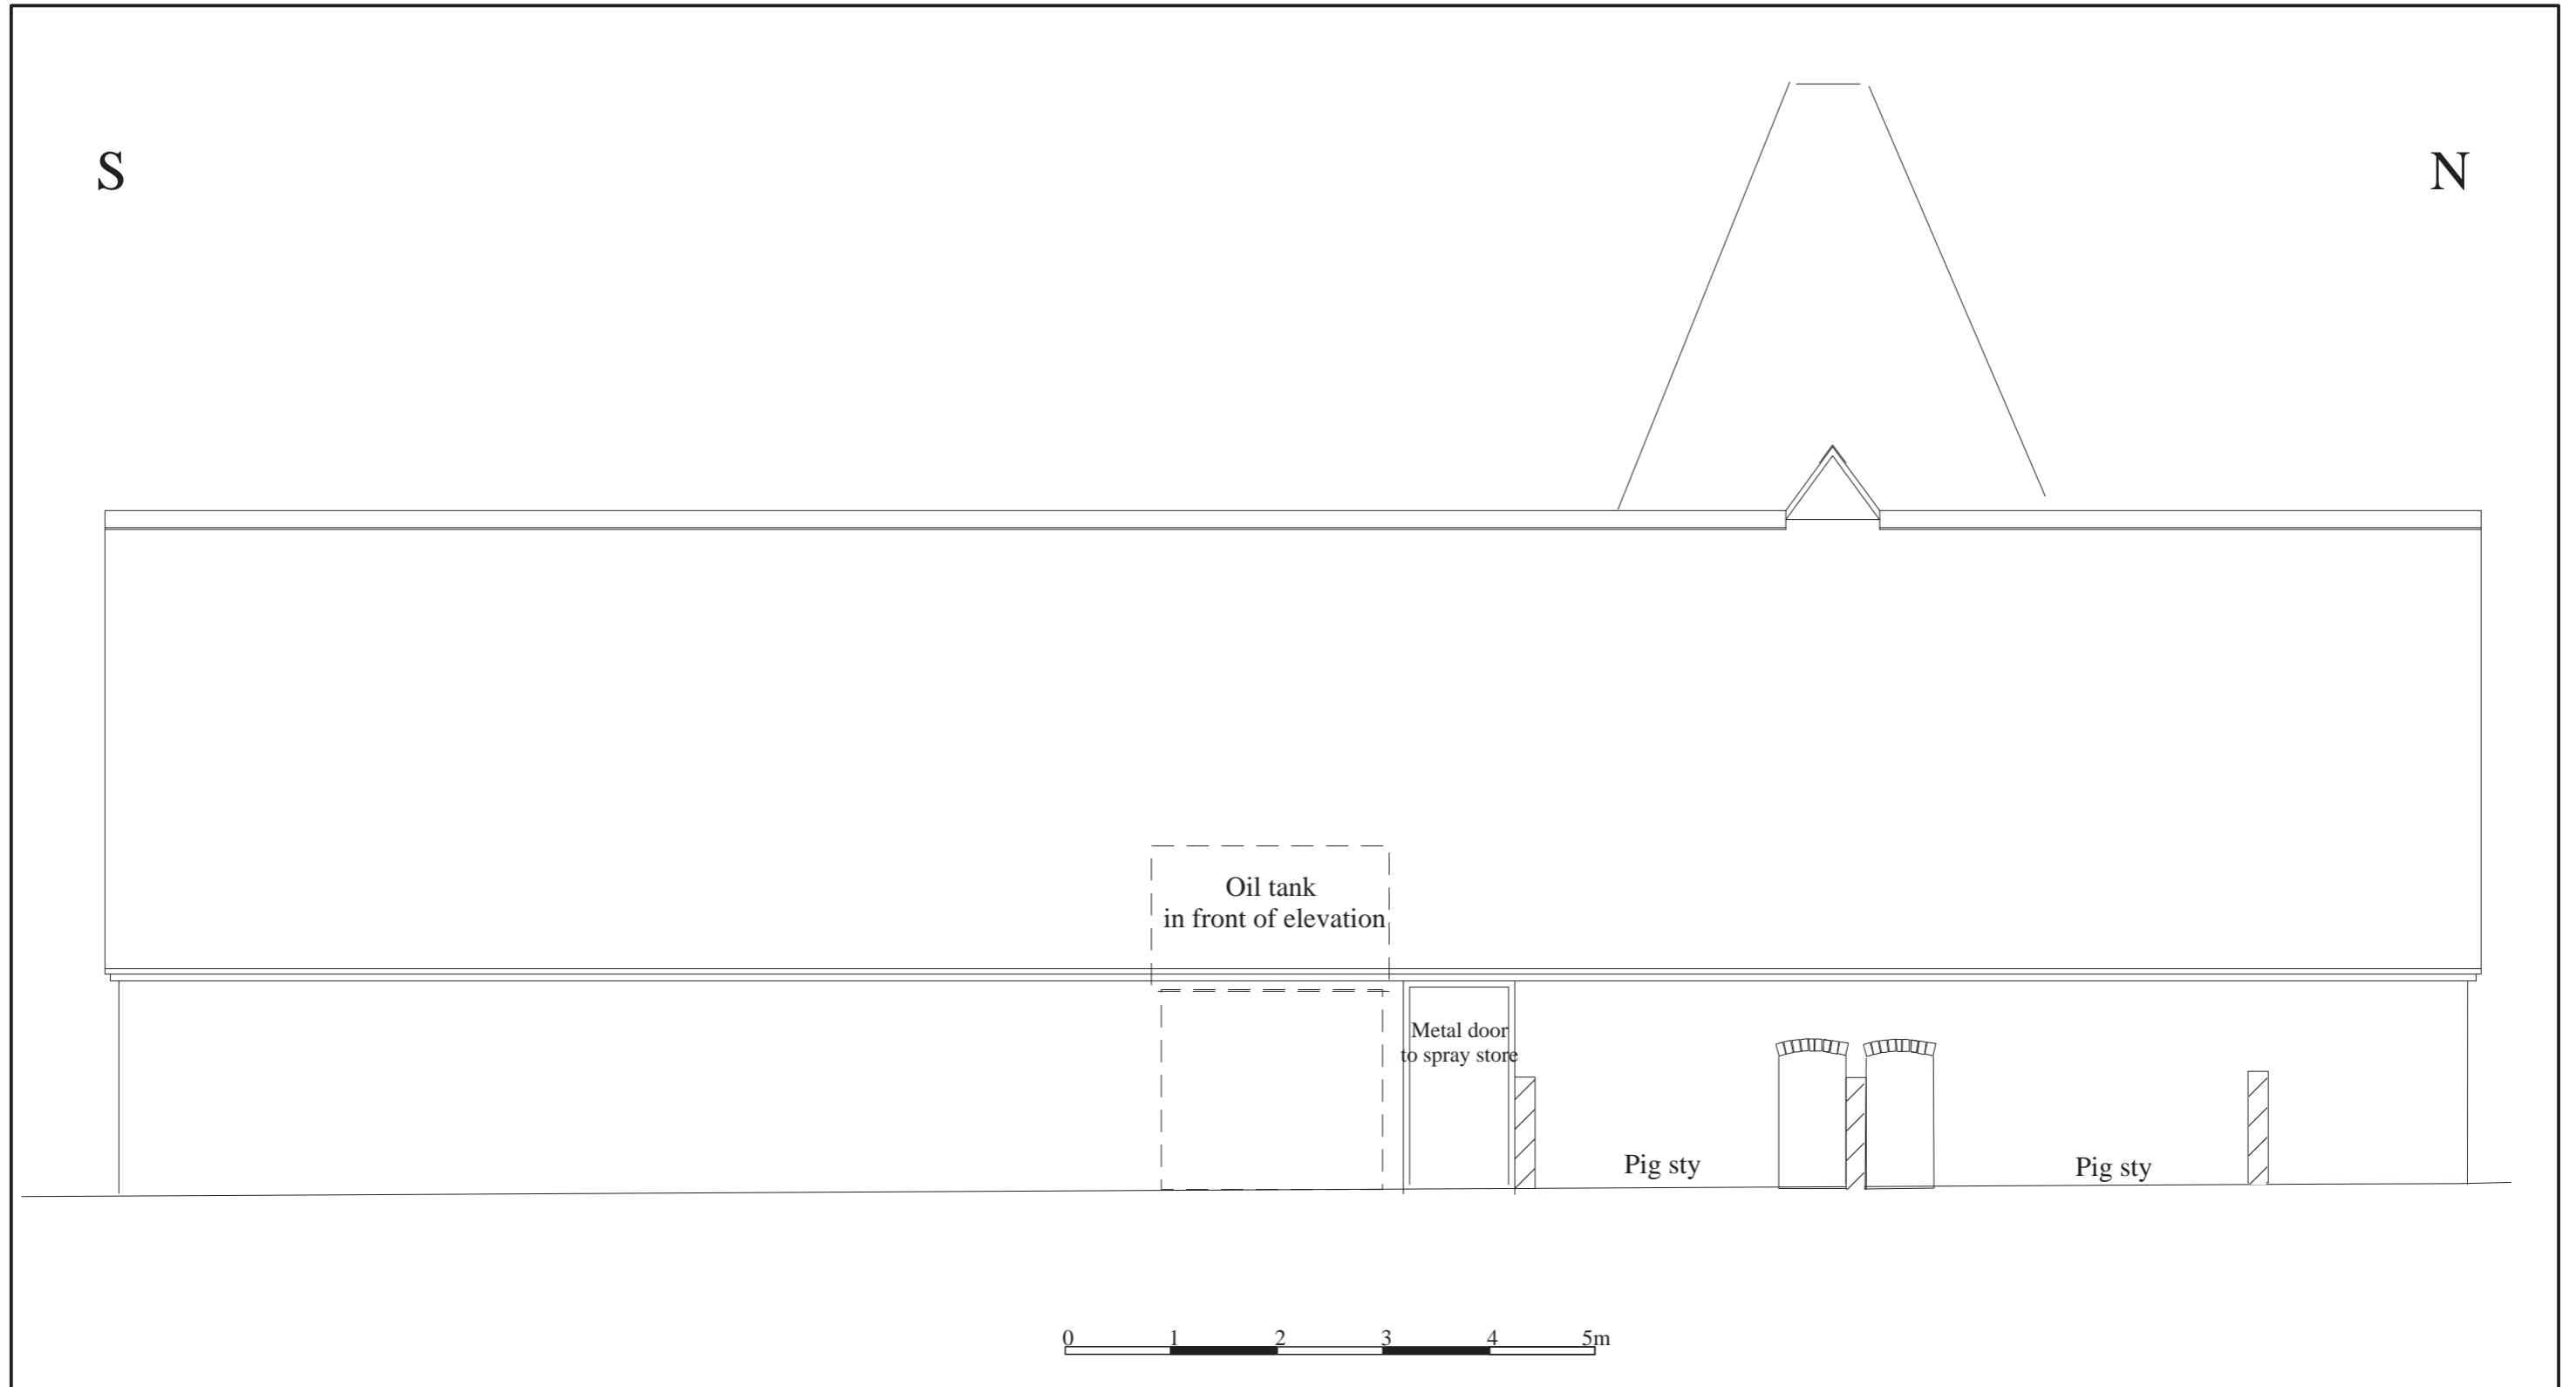 S
N
Oil tank
in front of elevation
Metal door
to spray store
Pig sty
Pig sty
0 1 2 3 4 5m